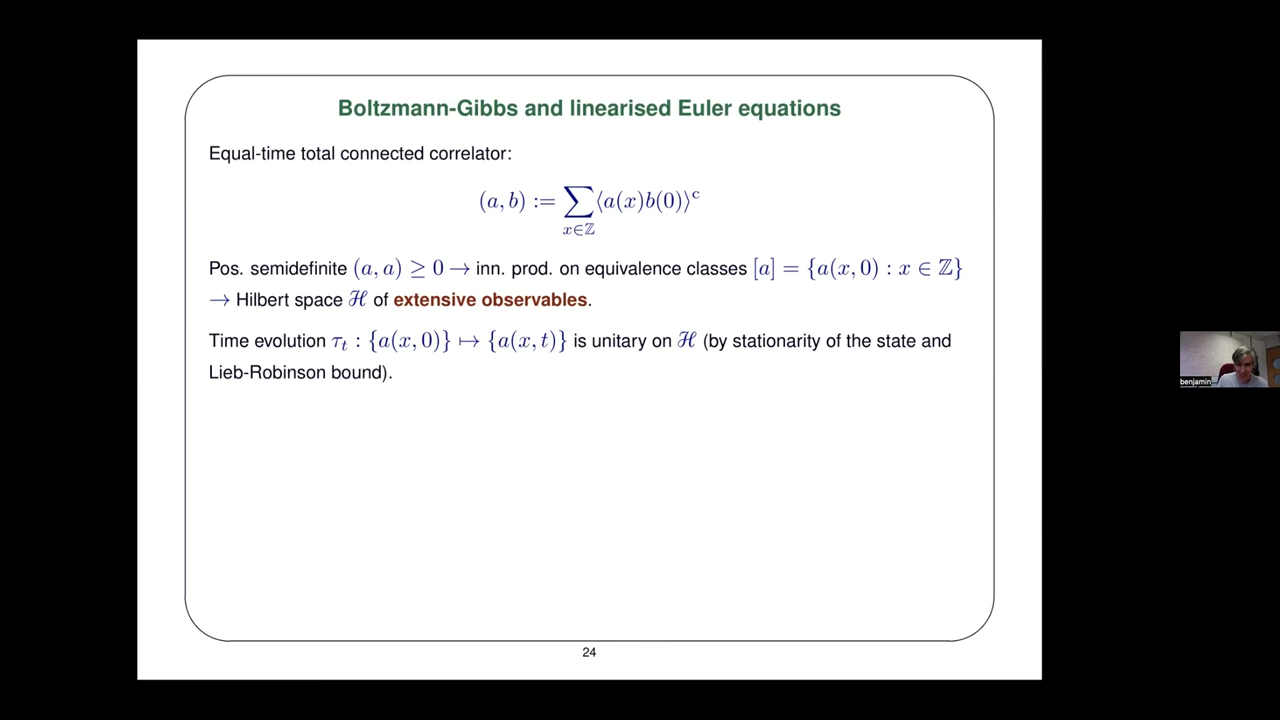 Boltzmann-Gibbs and linearised Euler equations
Equal-time total connected correlator:
(a, b) := ∑_{x∈ℤ} ⟨a(x)b(0)⟩ᶜ
Pos. semidefinite (a, a) ≥ 0 → inn. prod. on equivalence classes [a] = {a(x, 0) : x ∈ ℤ}
→ Hilbert space ℋ of extensive observables.
Time evolution τₜ : {a(x, 0)} ↦ {a(x, t)} is unitary on ℋ (by stationarity of the state and
Lieb-Robinson bound).
24
benjamin